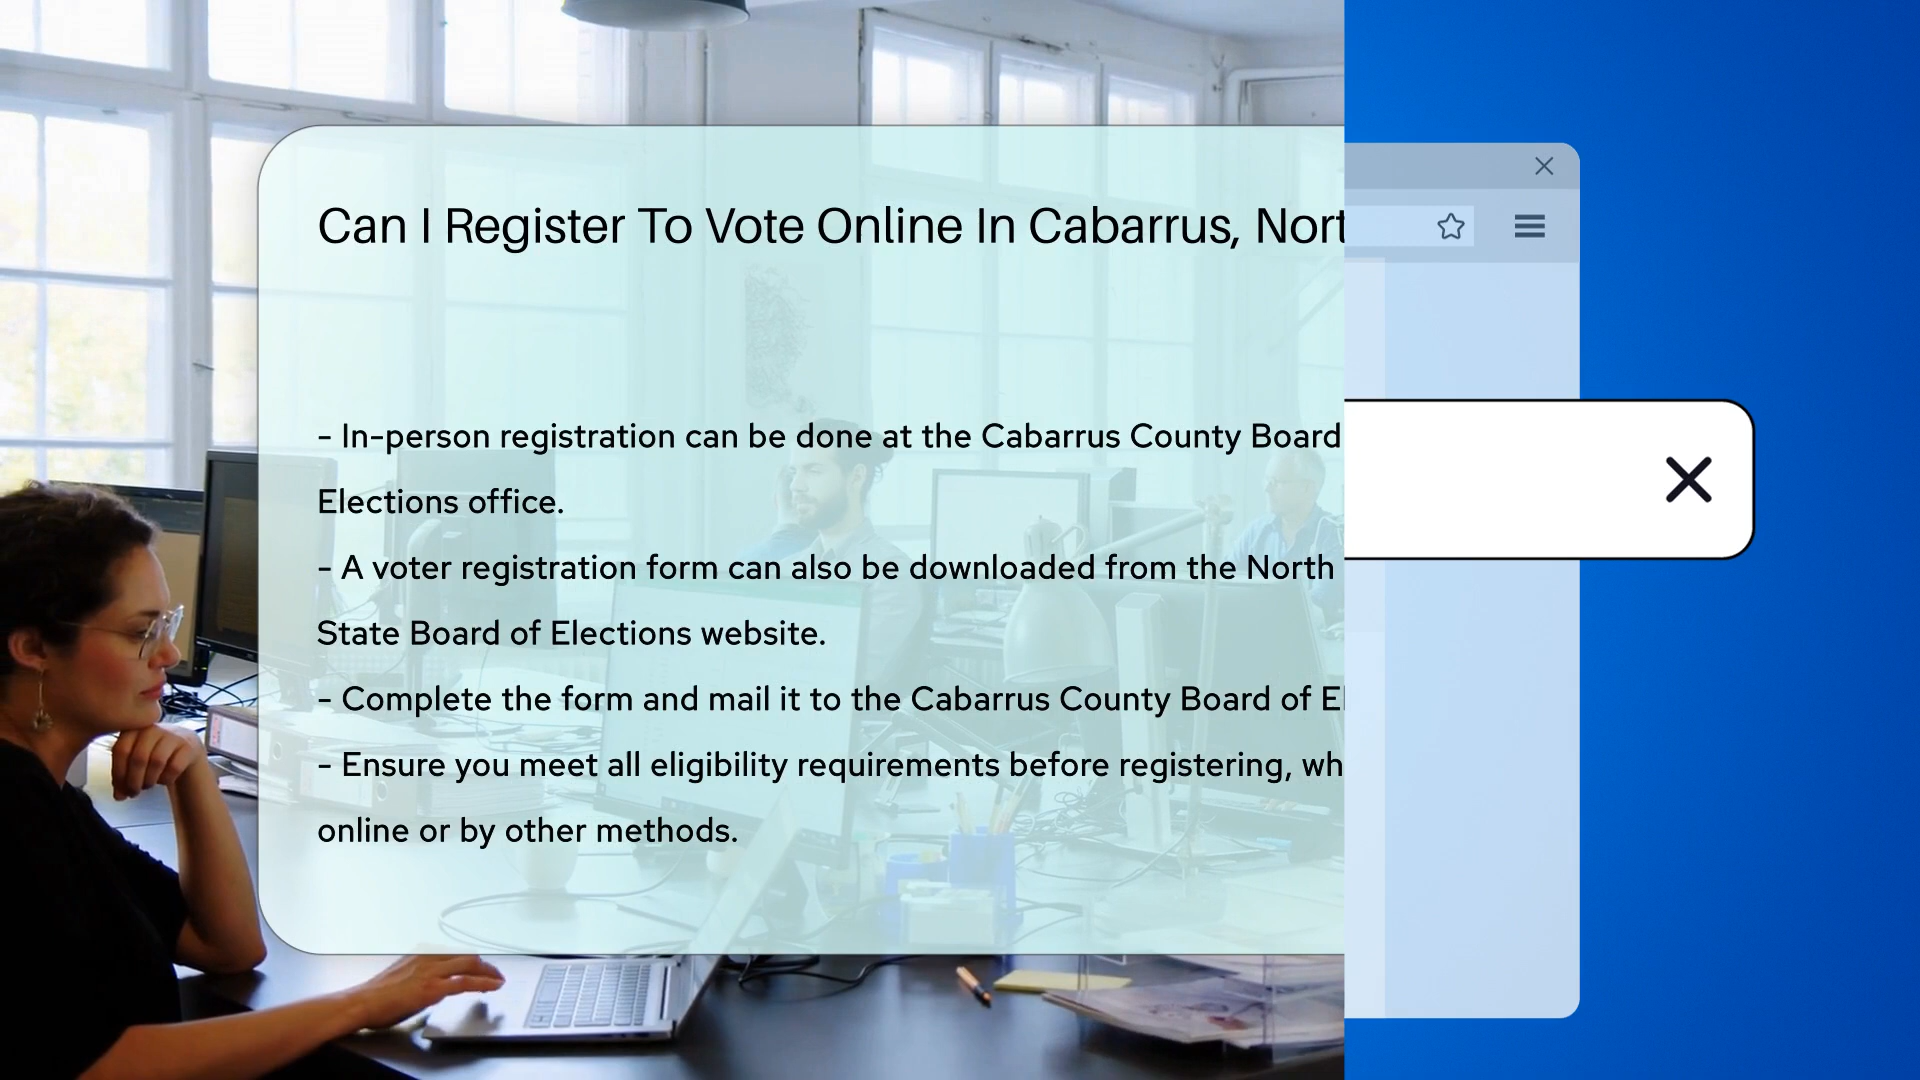 Can I Register To Vote Online In Cabarrus,
- In-person registration can be done at the Cabarrus County Board
Elections office.
- A voter registration form can also be downloaded from the North
State Board of Elections website.
- Complete the form and mail it to the Cabarrus County Board of
- Ensure you meet all eligibility requirements before registering,
online or by other methods.